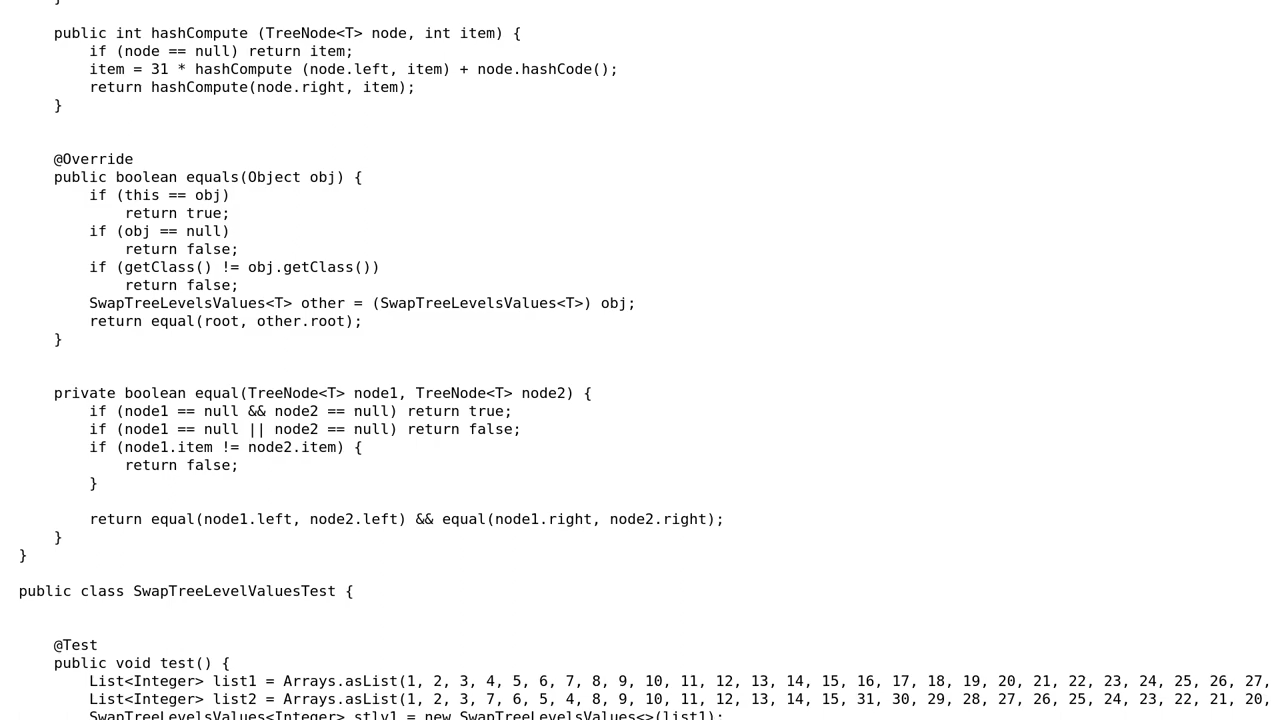 }
public int hashCompute (TreeNode<T> node, int item) {
if (node == null) return item;
item = 31 * hashCompute (node.left, item) + node.hashCode();
return hashCompute(node.right, item);
}
@Override
public boolean equals(Object obj) {
if (this == obj)
return true;
if (obj == null)
return false;
if (getClass() != obj.getClass())
return false;
SwapTreeLevelsValues<T> other = (SwapTreeLevelsValues<T>) obj;
return equal(root, other.root);
}
private boolean equal(TreeNode<T> node1, TreeNode<T> node2) {
if (node1 == null && node2 == null) return true;
if (node1 == null || node2 == null) return false;
if (node1.item != node2.item) {
return false;
}
return equal(node1.left, node2.left) && equal(node1.right, node2.right);
}
}
public class SwapTreeLevelValuesTest {
@Test
public void test() {
List<Integer> list1 = Arrays.asList(1, 2, 3, 4, 5, 6, 7, 8, 9, 10, 11, 12, 13, 14, 15, 16, 17, 18, 19, 20, 21, 22, 23, 24, 25, 26, 27,
List<Integer> list2 = Arrays.asList(1, 2, 3, 7, 6, 5, 4, 8, 9, 10, 11, 12, 13, 14, 15, 31, 30, 29, 28, 27, 26, 25, 24, 23, 22, 21, 20,
SwapTreeLevelsValues<Integer> stlv1 = new SwapTreeLevelsValues<>(list1);